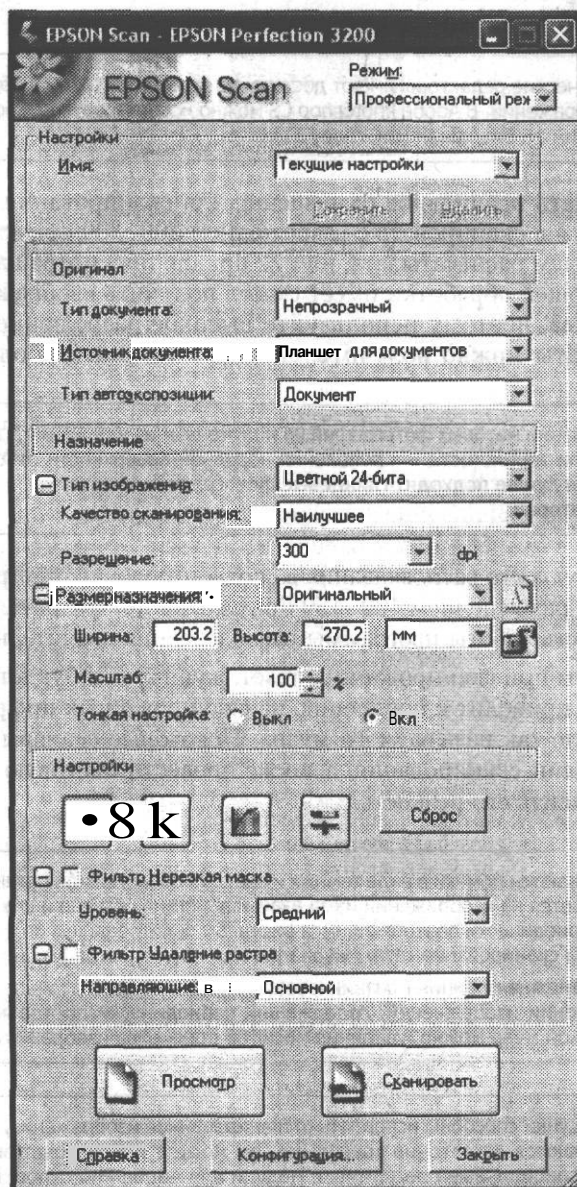 EPSON Scan - EPSON Perfection 3200
EPSON Scan
Режим:
Профессиональный реж
Настройки
Имя:
Текущие настройки
Сохранить
Удалить
Оригинал
Тип документа:
Непрозрачный
Источник документа:
Планшет для документов
Тип автоэкспозиции:
Документ
Назначение
Тип изображения:
Цветной 24-бита
Качество сканирования:
Наилучшее
Разрешение:
300
dpi
Размер назначения:
Оригинальный
Ширина: 203.2 Высота: 270.2 мм
Масштаб: 100 %
Тонкая настройка: Выкл Вкл
Настройки
•8 k
Сброс
Фильтр Нерезкая маска
Уровень: Средний
Фильтр Удаление растра
Направляющие: в Основной
Просмотр
Сканировать
Справка
Конфигурация...
Закрыть